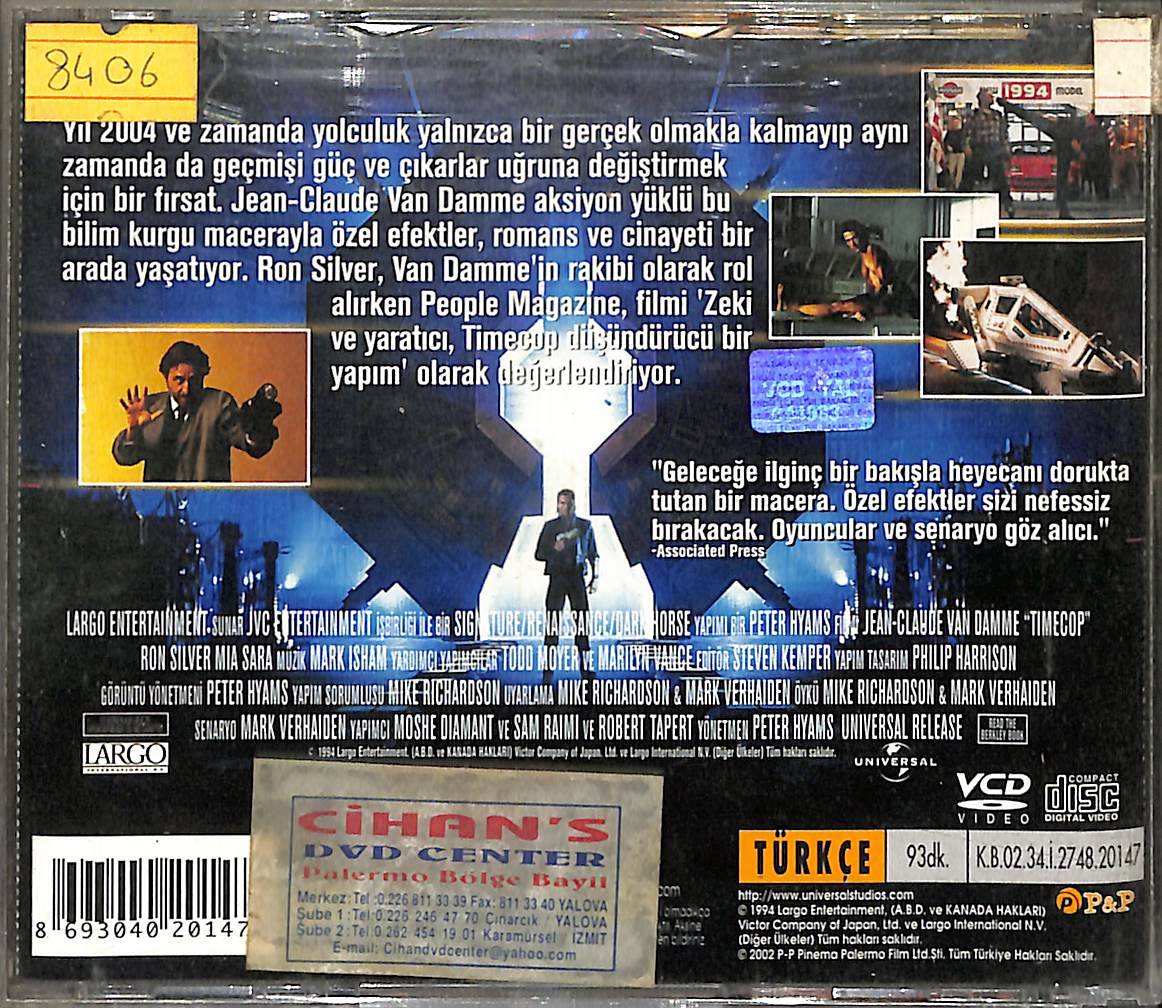 8406
1994 MODEL
Yıl 2004 ve zamanda yolculuk yalnızca bir gerçek olmakla kalmayıp aynı
zamanda da geçmişi güç ve çıkarlar uğruna değiştirmek
için bir fırsat. Jean-Claude Van Damme aksiyon yüklü bu
bilim kurgu macerayla özel efektler, romans ve cinayeti bir
arada yaşatıyor. Ron Silver, Van Damme'in rakibi olarak rol
alırken People Magazine, filmi 'Zeki
ve yaratıcı, Timecop düşündürücü bir
yapım' olarak değerlendiriyor.
VCD
"Geleceğe ilginç bir bakışla heyecanı dorukta
tutan bir macera. Özel efektler sizi nefessiz
bırakacak. Oyuncular ve senaryo göz alıcı."
-Associated Press
LARGO ENTERTAINMENT SUNAR JVC ENTERTAINMENT İŞBİRLİĞİ İLE BİR SIGNATURE/RENAISSANCE/DARK HORSE YAPIMI BİR PETER HYAMS FİLMİ JEAN-CLAUDE VAN DAMME "TIMECOP"
RON SILVER MIA SARA MÜZİK MARK ISHAM YARDIMCI YAPIMCILAR TODD MOYER VE MARILYN VANCE EDİTÖR STEVEN KEMPER YAPIM TASARIM PHILIP HARRISON
GÖRÜNTÜ YÖNETMENİ PETER HYAMS YAPIM SORUMLUSU MIKE RICHARDSON UYARLAMA MIKE RICHARDSON & MARK VERHAIDEN ÖYKÜ MIKE RICHARDSON & MARK VERHAIDEN
SENARYO MARK VERHAIDEN YAPIMCI MOSHE DIAMANT VE SAM RAIMI VE ROBERT TAPERT YÖNETMEN PETER HYAMS UNIVERSAL RELEASE READ THE BERKLEY BOOK
© 1994 Largo Entertainment, (A.B.D. ve KANADA HAKLARI) Victor Company of Japan, Ltd. ve Largo International N.V. (Diğer Ülkeler) Tüm hakları saklıdır.
LARGO
INTERNATIONAL N.V.
UNIVERSAL
VCD
VIDEO
COMPACT
disc
DIGITAL VIDEO
CİHAN'S
DVD CENTER
Palermo Bölge Bayii
Merkez: Tel :0.226 811 33 39 Fax: 811 33 40 YALOVA
Şube 1 :Tel:0.226 246 47 70 Çınarcık / YALOVA
Şube 2: Tel:0.262 454 19 01 Karamürsel / İZMİT
E-mail: Cihandvdcenter@yahoo.com
8 693040 20147
TÜRKÇE 93dk. K.B.02.34.İ.2748.20147
http://www.universalstudios.com
© 1994 Largo Entertainment, (A.B.D. ve KANADA HAKLARI)
Victor Company of Japan, Ltd. ve Largo International N.V.
(Diğer Ülkeler) Tüm hakları saklıdır.
© 2002 P-P Pinema Palermo Film Ltd.Şti. Tüm Türkiye Hakları Saklıdır.
P&P